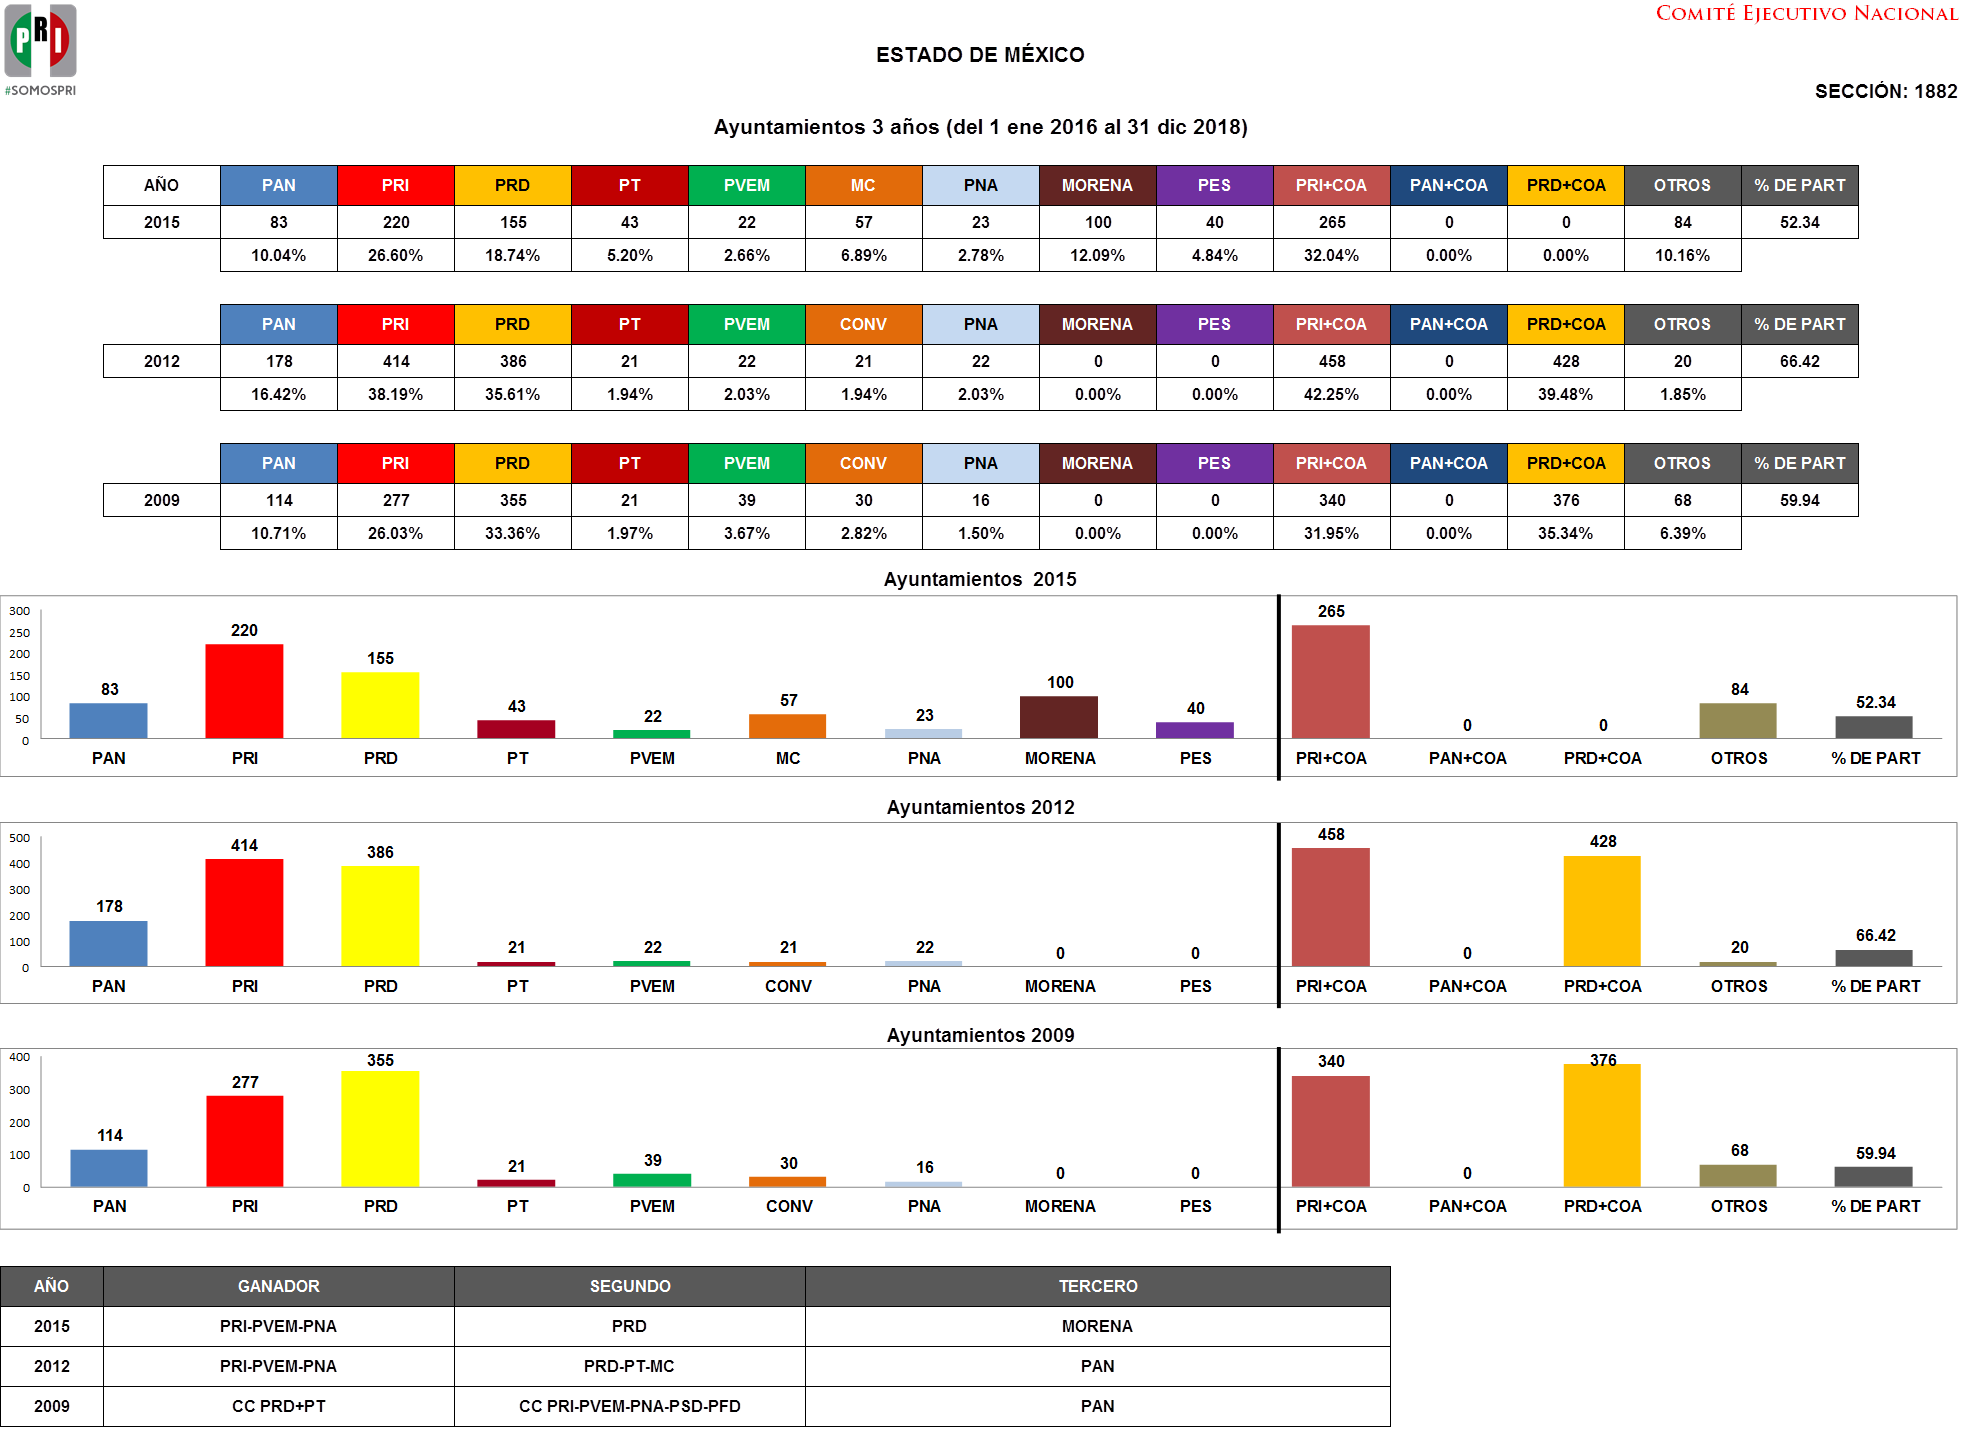 PRI
#SOMOSPRI
COMITÉ EJECUTIVO NACIONAL
ESTADO DE MÉXICO
SECCIÓN: 1882
Ayuntamientos 3 años (del 1 ene 2016 al 31 dic 2018)
AÑO PAN PRI PRD PT PVEM MC PNA MORENA PES PRI+COA PAN+COA PRD+COA OTROS % DE PART
2015 83 220 155 43 22 57 23 100 40 265 0 0 84 52.34
10.04% 26.60% 18.74% 5.20% 2.66% 6.89% 2.78% 12.09% 4.84% 32.04% 0.00% 0.00% 10.16%
PAN PRI PRD PT PVEM CONV PNA MORENA PES PRI+COA PAN+COA PRD+COA OTROS % DE PART
2012 178 414 386 21 22 21 22 0 0 458 0 428 20 66.42
16.42% 38.19% 35.61% 1.94% 2.03% 1.94% 2.03% 0.00% 0.00% 42.25% 0.00% 39.48% 1.85%
PAN PRI PRD PT PVEM CONV PNA MORENA PES PRI+COA PAN+COA PRD+COA OTROS % DE PART
2009 114 277 355 21 39 30 16 0 0 340 0 376 68 59.94
10.71% 26.03% 33.36% 1.97% 3.67% 2.82% 1.50% 0.00% 0.00% 31.95% 0.00% 35.34% 6.39%
Ayuntamientos 2015
300
250
200
150
100
50
0
83 220 155 43 22 57 23 100 40 265 0 0 84 52.34
PAN PRI PRD PT PVEM MC PNA MORENA PES PRI+COA PAN+COA PRD+COA OTROS % DE PART
Ayuntamientos 2012
500
400
300
200
100
0
178 414 386 21 22 21 22 0 0 458 0 428 20 66.42
PAN PRI PRD PT PVEM CONV PNA MORENA PES PRI+COA PAN+COA PRD+COA OTROS % DE PART
Ayuntamientos 2009
400
300
200
100
0
114 277 355 21 39 30 16 0 0 340 0 376 68 59.94
PAN PRI PRD PT PVEM CONV PNA MORENA PES PRI+COA PAN+COA PRD+COA OTROS % DE PART
AÑO GANADOR SEGUNDO TERCERO
2015 PRI-PVEM-PNA PRD MORENA
2012 PRI-PVEM-PNA PRD-PT-MC PAN
2009 CC PRD+PT CC PRI-PVEM-PNA-PSD-PFD PAN